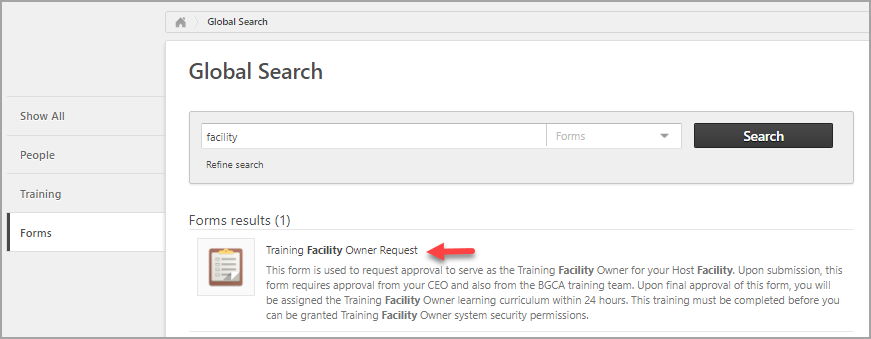 Global Search
Global Search
Show All
People
Training
Forms
facility
Forms
Search
Refine search
Forms results (1)
Training Facility Owner Request
This form is used to request approval to serve as the Training Facility Owner for your Host Facility. Upon submission, this
form requires approval from your CEO and also from the BGCA training team. Upon final approval of this form, you will
be assigned the Training Facility Owner learning curriculum within 24 hours. This training must be completed before you
can be granted Training Facility Owner system security permissions.